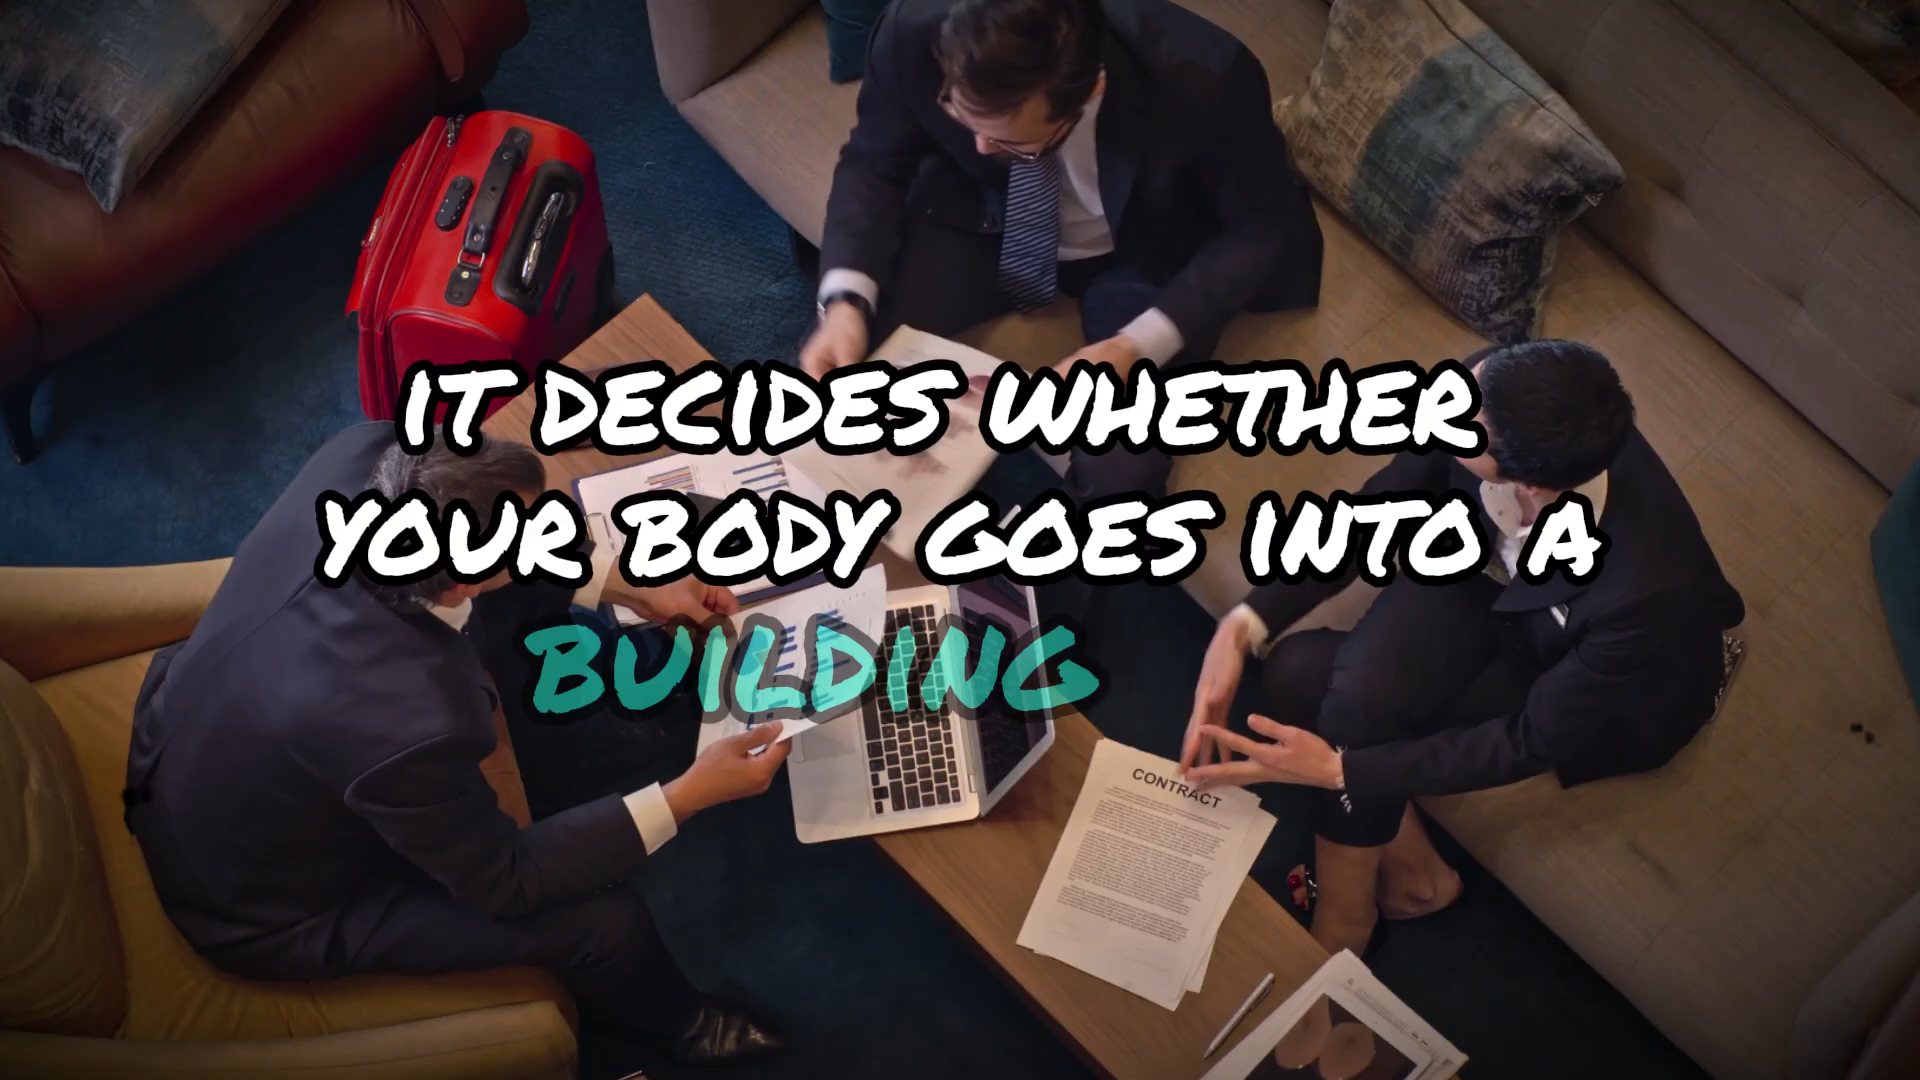 IT DECIDES WHETHER
YOUR BODY GOES INTO A
BUILDING
CONTRACT